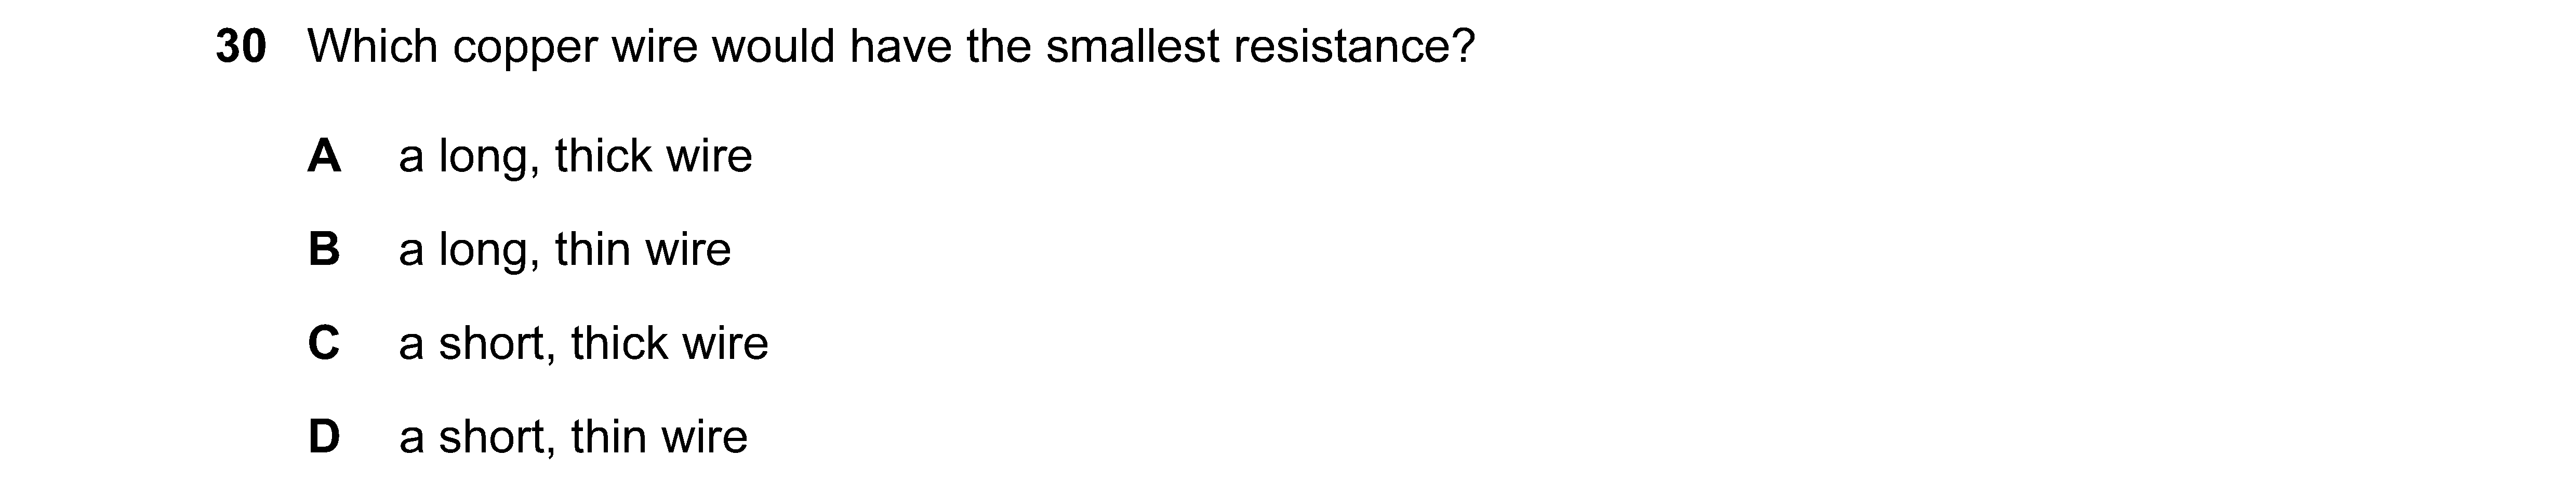 30 Which copper wire would have the smallest resistance?
A a long, thick wire
B a long, thin wire
C a short, thick wire
D a short, thin wire